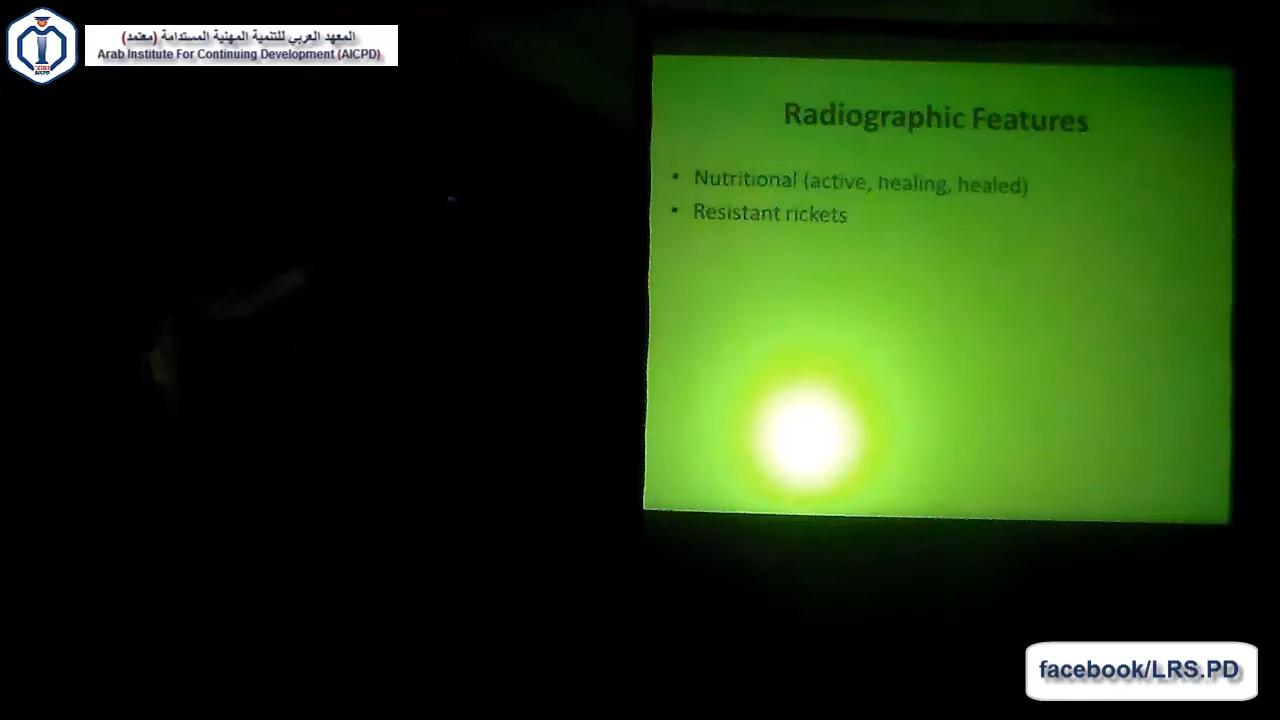 المعهد العربي للتنمية المهنية المستدامة (معتمد)
Arab Institute For Continuing Development (AICPD)
AICPD
Radiographic Features
• Nutritional (active, healing, healed)
• Resistant rickets
facebook/LRS.PD